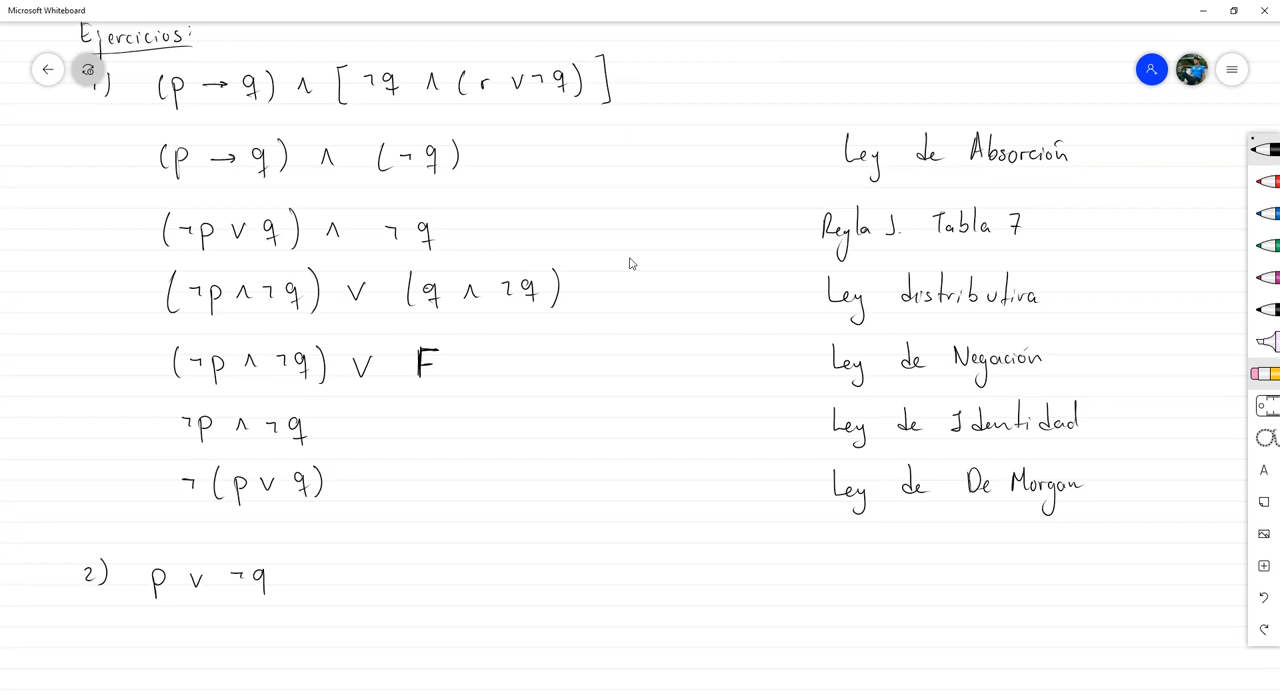 Microsoft Whiteboard
Ejercicios:
1) (p → q) ∧ [ ¬q ∧ ( r ∨ ¬q ) ]
(p → q) ∧ (¬q) Ley de Absorción
(¬p ∨ q) ∧ ¬q Regla 1. Tabla 7
(¬p ∧ ¬q) ∨ (q ∧ ¬q) Ley distributiva
(¬p ∧ ¬q) ∨ F Ley de Negación
¬p ∧ ¬q Ley de Identidad
¬(p ∨ q) Ley de De Morgan
2) p ∨ ¬q
A